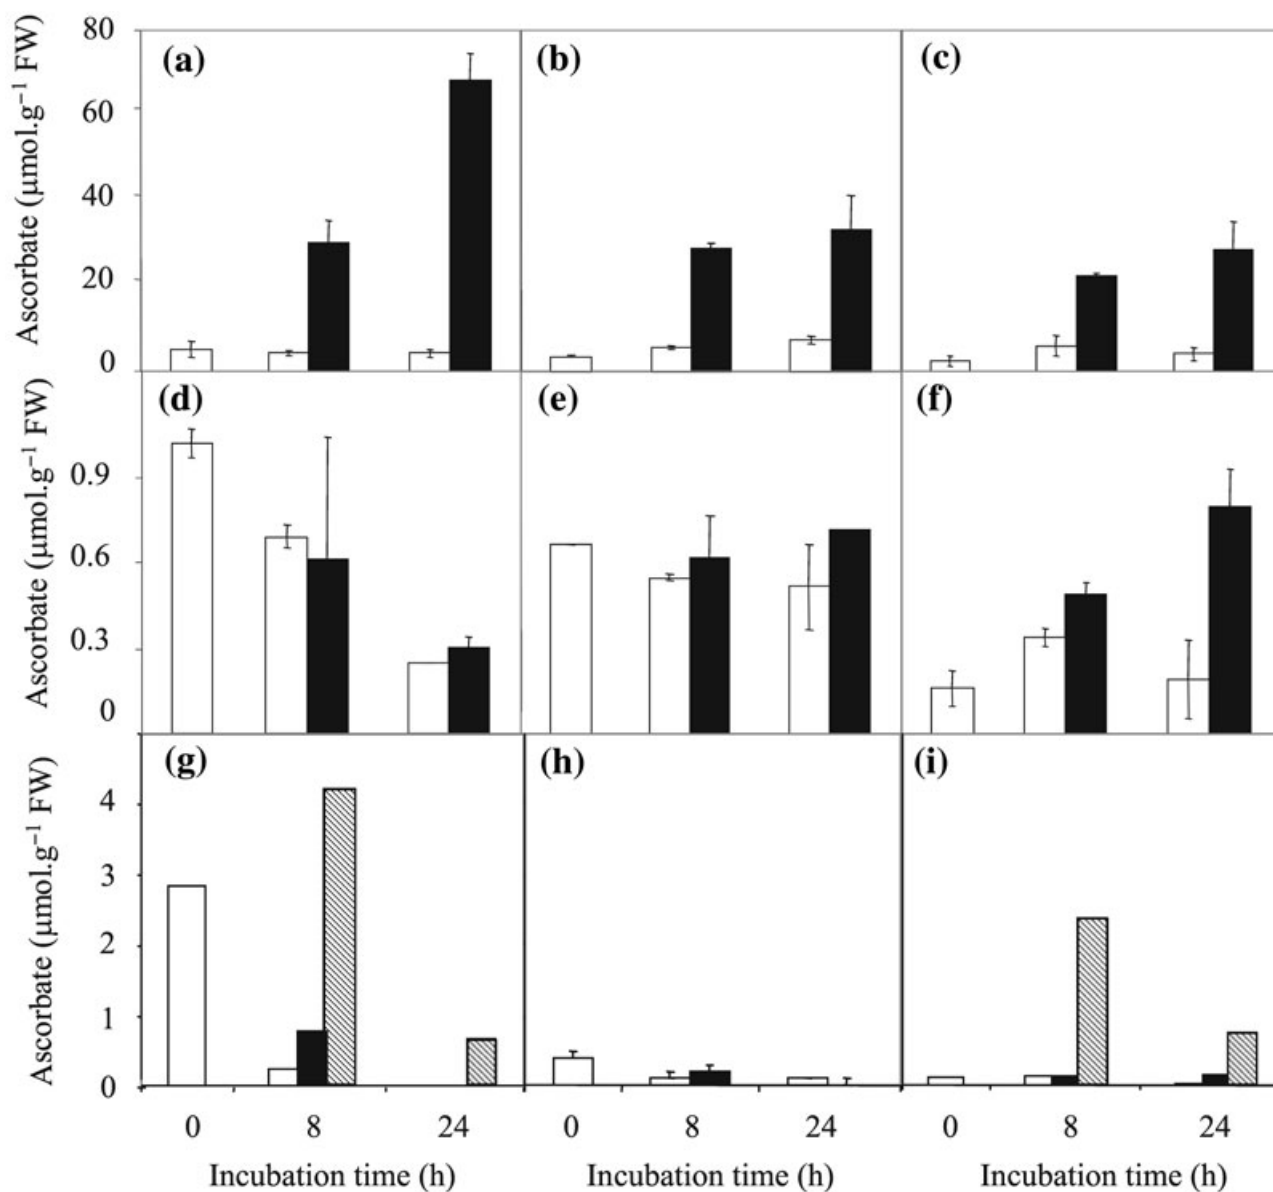 Ascorbate (µmol.g⁻¹ FW)
80
60
40
20
0
(a)
(b)
(c)
Ascorbate (µmol.g⁻¹ FW)
0.9
0.6
0.3
0
(d)
(e)
(f)
Ascorbate (µmol.g⁻¹ FW)
4
3
2
1
0
(g)
(h)
(i)
0 8 24
0 8 24
0 8 24
Incubation time (h)
Incubation time (h)
Incubation time (h)